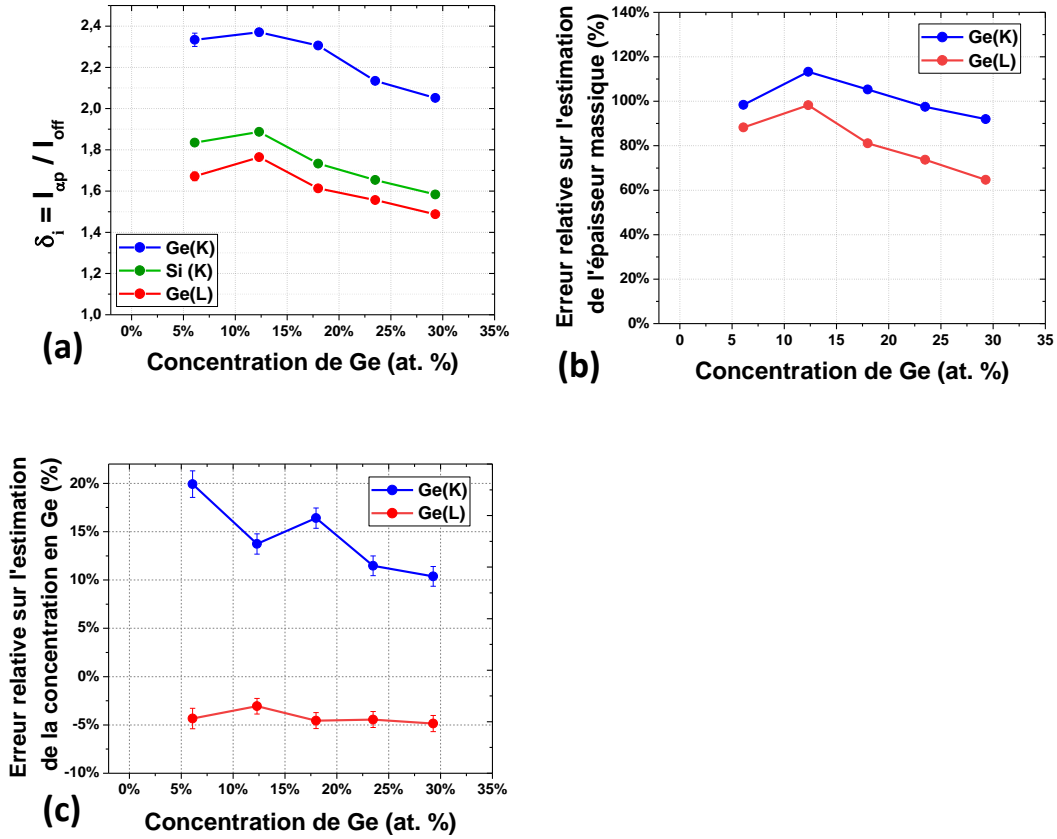 2,4
2,2
2,0
1,8
1,6
1,4
1,2
1,0
δi = Iαp / Ioff
Ge(K)
Si (K)
Ge(L)
0% 5% 10% 15% 20% 25% 30% 35%
Concentration de Ge (at. %)
(a)
140%
120%
100%
80%
60%
40%
20%
0%
Erreur relative sur l'estimation
de l'épaisseur massique (%)
Ge(K)
Ge(L)
0 5 10 15 20 25 30 35
Concentration de Ge (at. %)
(b)
20%
15%
10%
5%
0%
-5%
-10%
Erreur relative sur l'estimation
de la concentration en Ge (%)
Ge(K)
Ge(L)
0% 5% 10% 15% 20% 25% 30% 35%
Concentration de Ge (at. %)
(c)